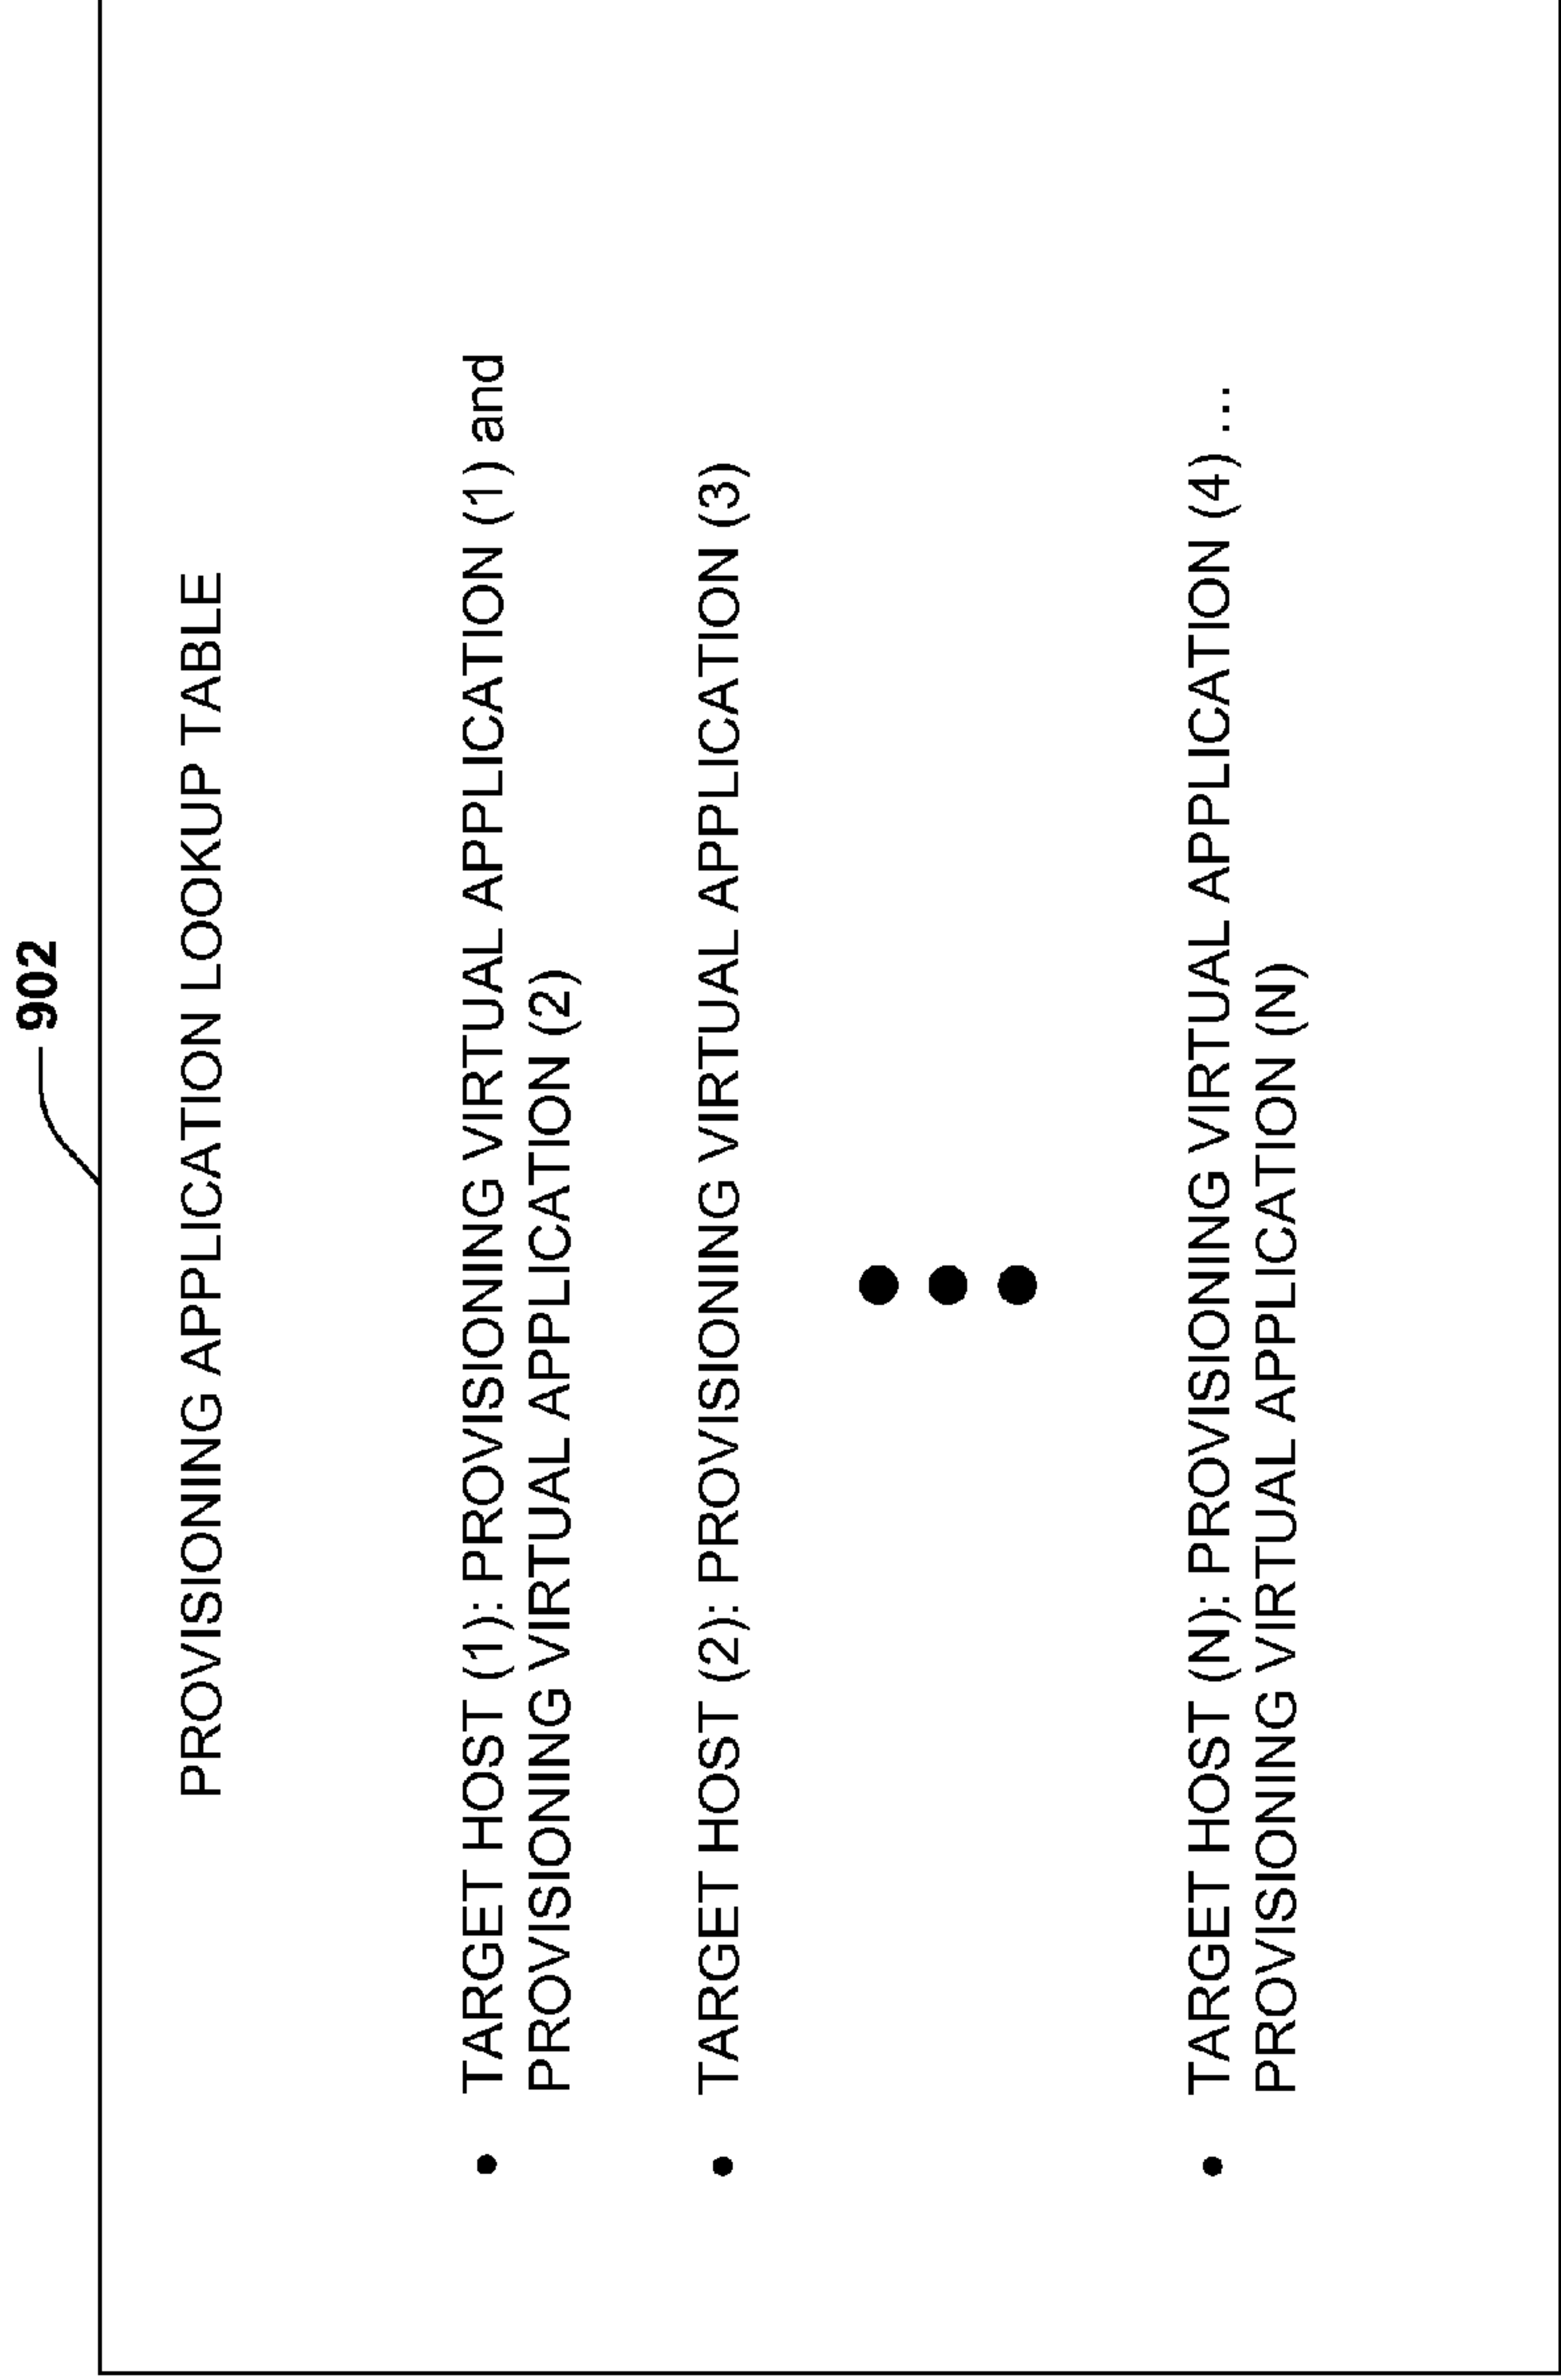 902
PROVISIONING APPLICATION LOOKUP TABLE
• TARGET HOST (1): PROVISIONING VIRTUAL APPLICATION (1) and
PROVISIONING VIRTUAL APPLICATION (2)
• TARGET HOST (2): PROVISIONING VIRTUAL APPLICATION (3)
• TARGET HOST (N): PROVISIONING VIRTUAL APPLICATION (4) ...
PROVISIONING VIRTUAL APPLICATION (N)